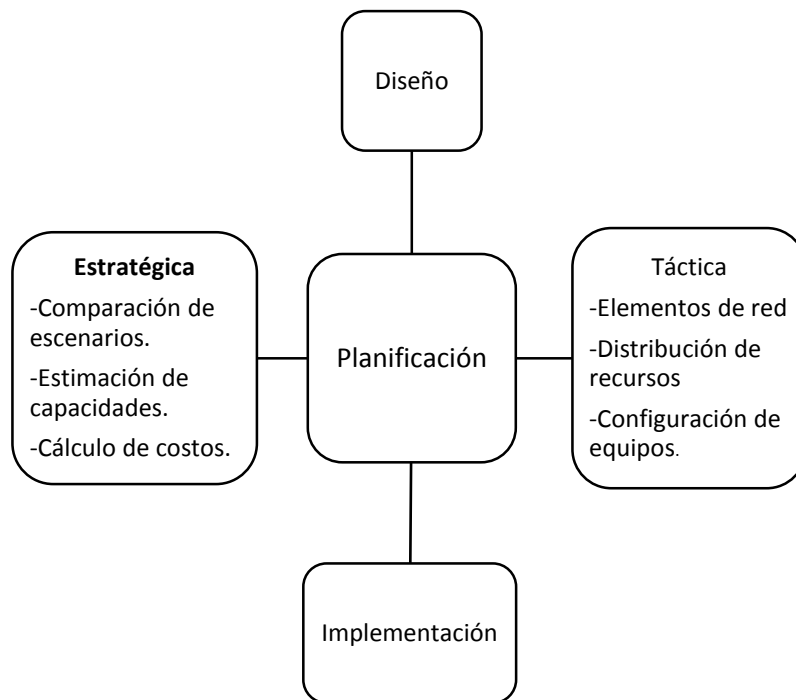 Diseño
Estratégica
-Comparación de
escenarios.
-Estimación de
capacidades.
-Cálculo de costos.
Planificación
Táctica
-Elementos de red
-Distribución de
recursos
-Configuración de
equipos.
Implementación